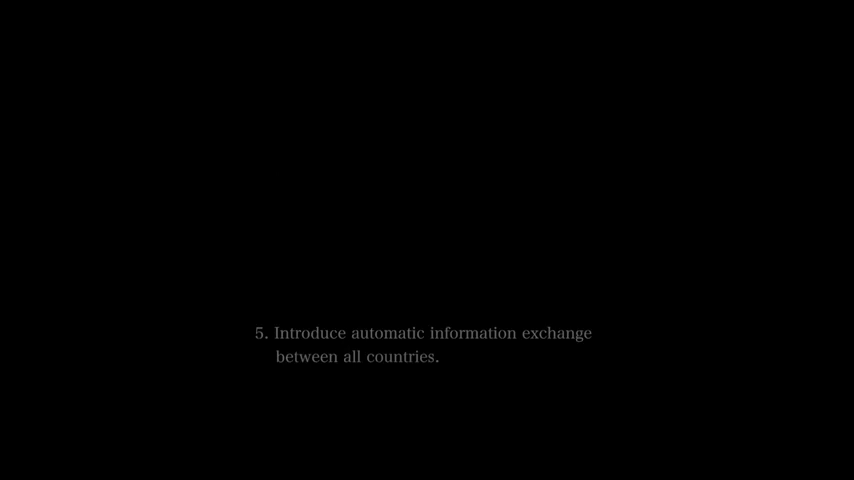 5. Introduce automatic information exchange
between all countries.